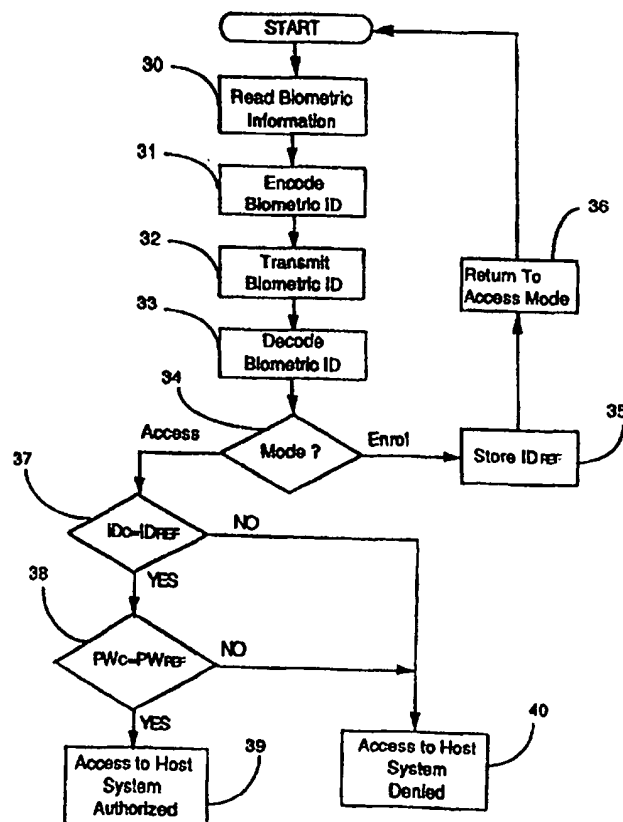 START
30
Read Biometric
Information
31
Encode
Biometric ID
32
Transmit
Biometric ID
36
Return To
Access Mode
33
Decode
Biometric ID
34
Mode ?
Access
Enrol
35
Store IDREF
37
IDC=IDREF
NO
YES
38
PWC=PWREF
NO
YES
39
Access to Host
System
Authorized
40
Access to Host
System
Denied